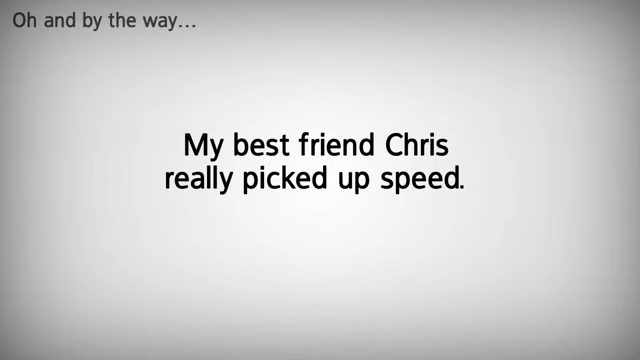 Oh and by the way…
My best friend Chris
really picked up speed.